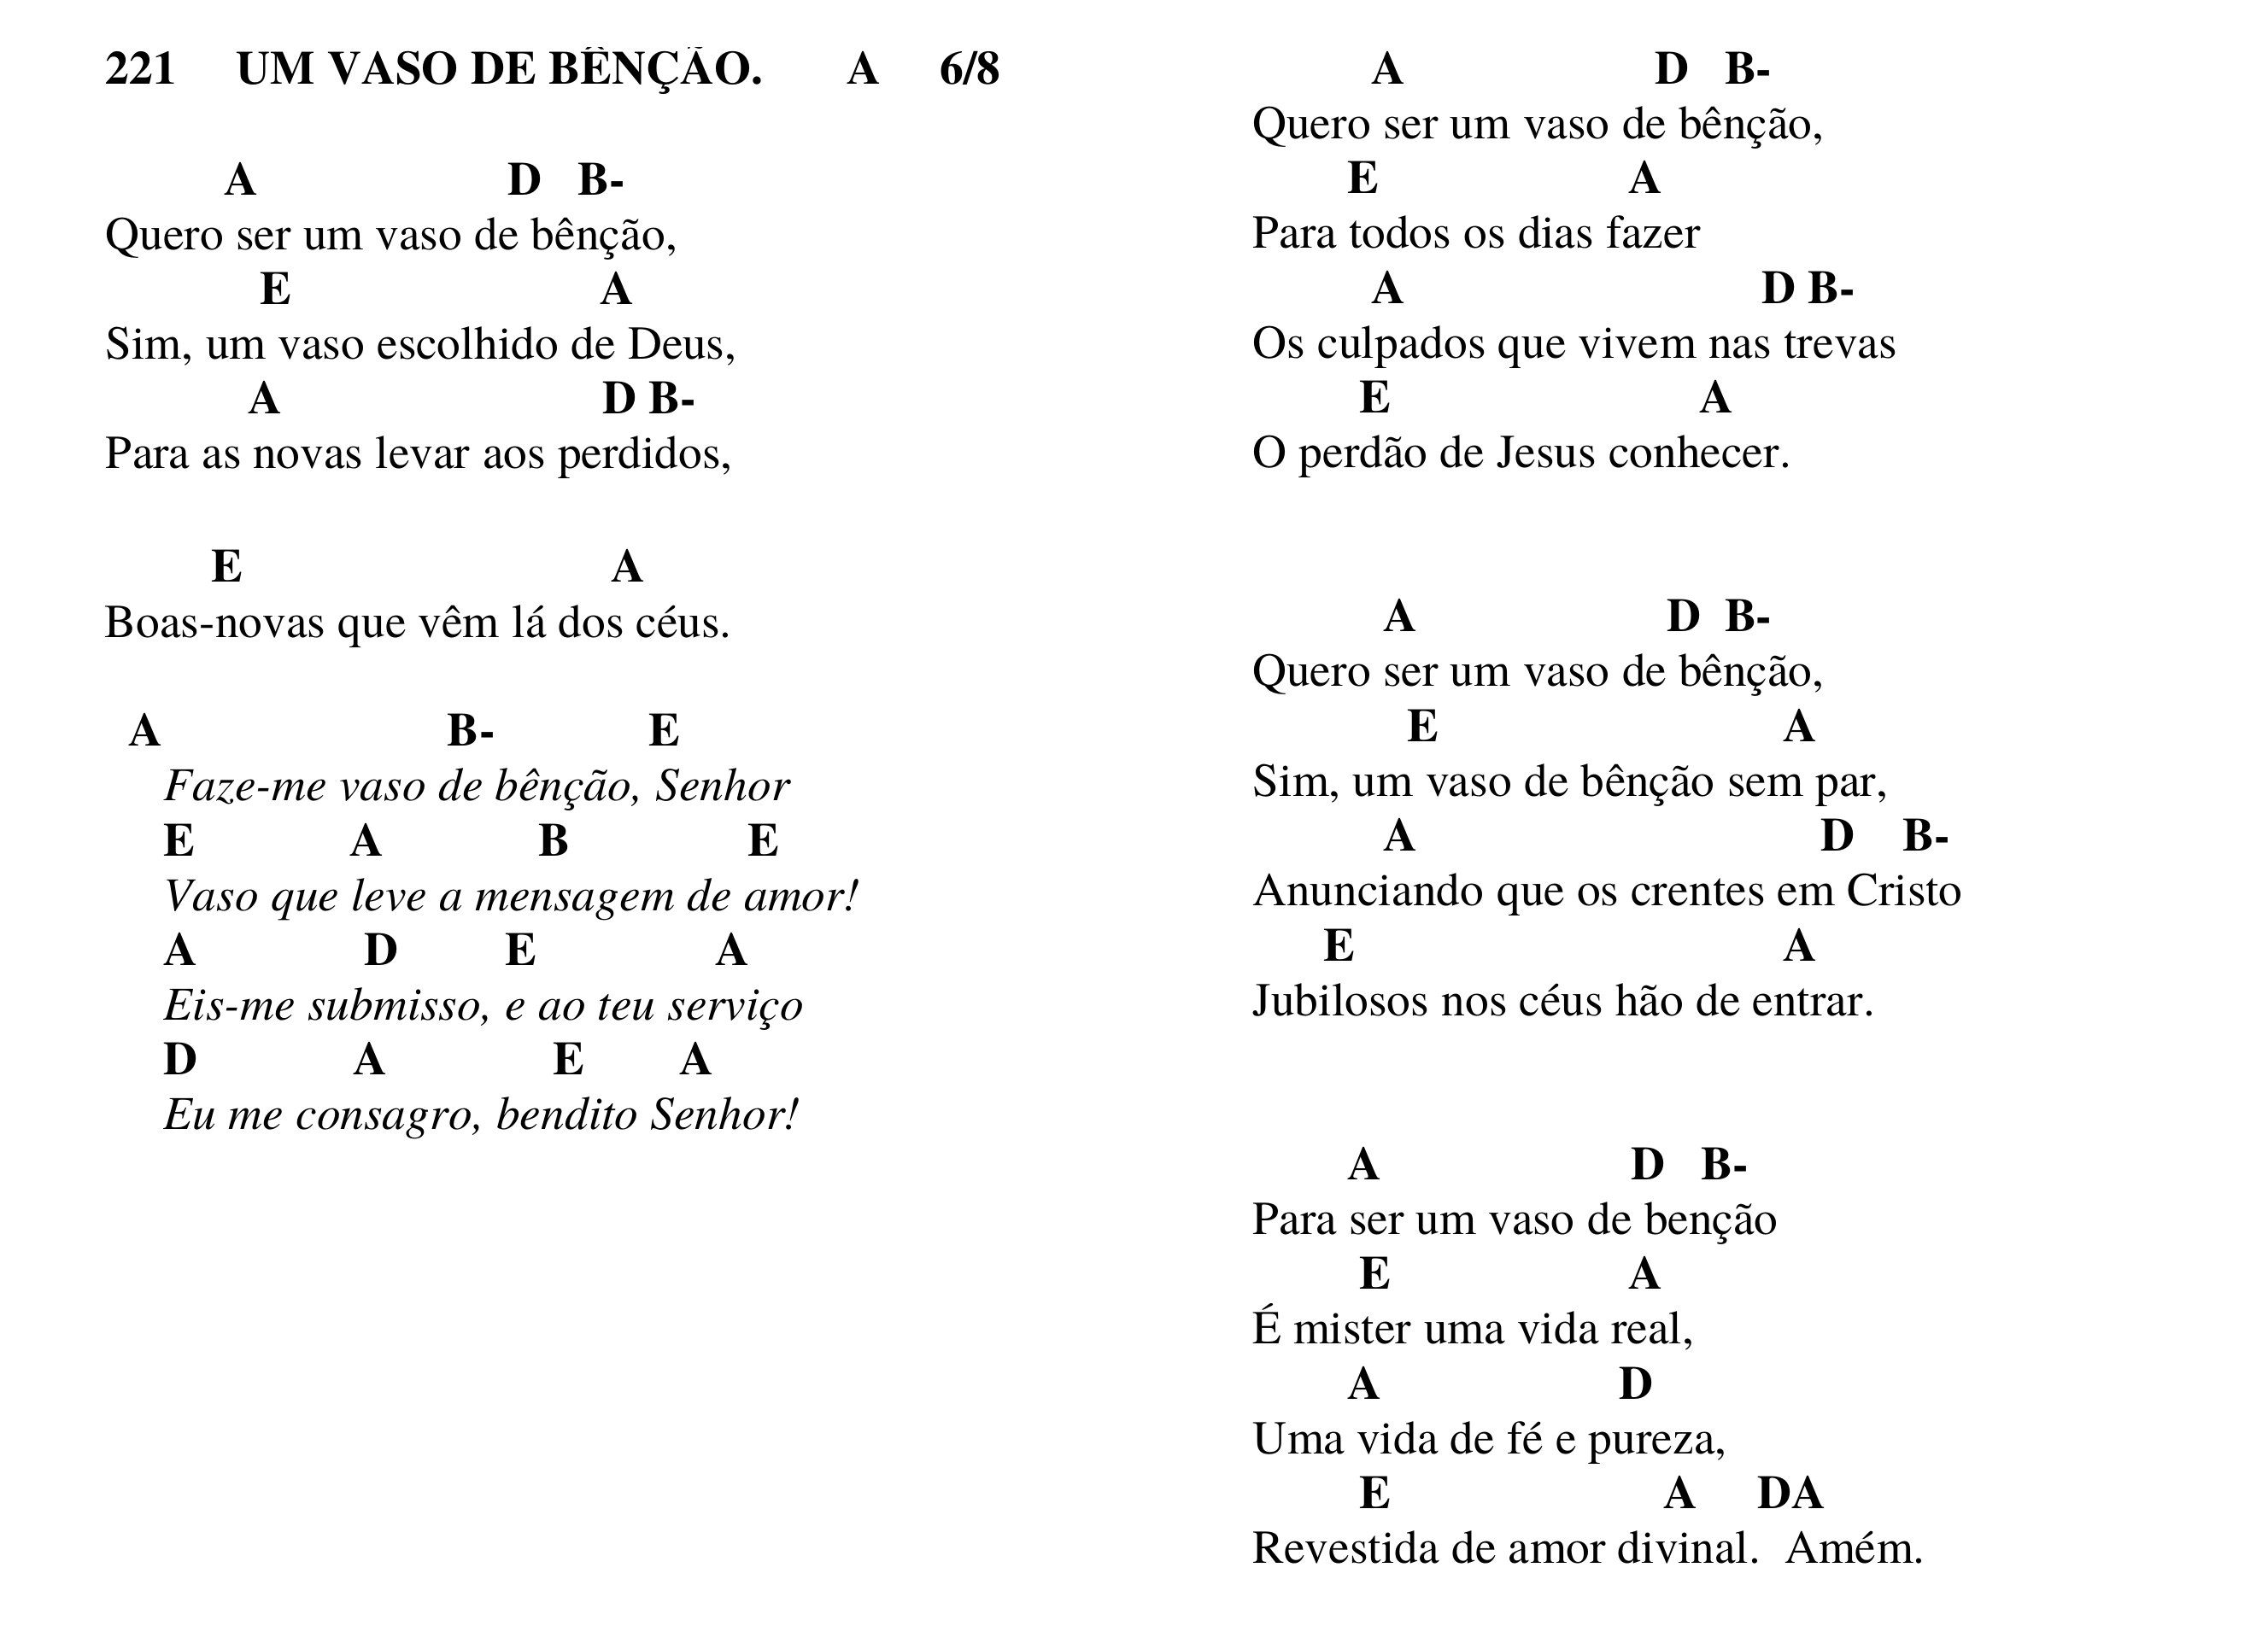 221 UM VASO DE BÊNÇÃO. A 6/8
A D B-
Quero ser um vaso de bênção,
E A
Sim, um vaso escolhido de Deus,
A D B-
Para as novas levar aos perdidos,
E A
Boas-novas que vêm lá dos céus.
A B- E
Faze-me vaso de bênção, Senhor
E A B E
Vaso que leve a mensagem de amor!
A D E A
Eis-me submisso, e ao teu serviço
D A E A
Eu me consagro, bendito Senhor!
A D B-
Quero ser um vaso de bênção,
E A
Para todos os dias fazer
A D B-
Os culpados que vivem nas trevas
E A
O perdão de Jesus conhecer.
A D B-
Quero ser um vaso de bênção,
E A
Sim, um vaso de bênção sem par,
A D B-
Anunciando que os crentes em Cristo
E A
Jubilosos nos céus hão de entrar.
A D B-
Para ser um vaso de benção
E A
É mister uma vida real,
A D
Uma vida de fé e pureza,
E A DA
Revestida de amor divinal. Amém.